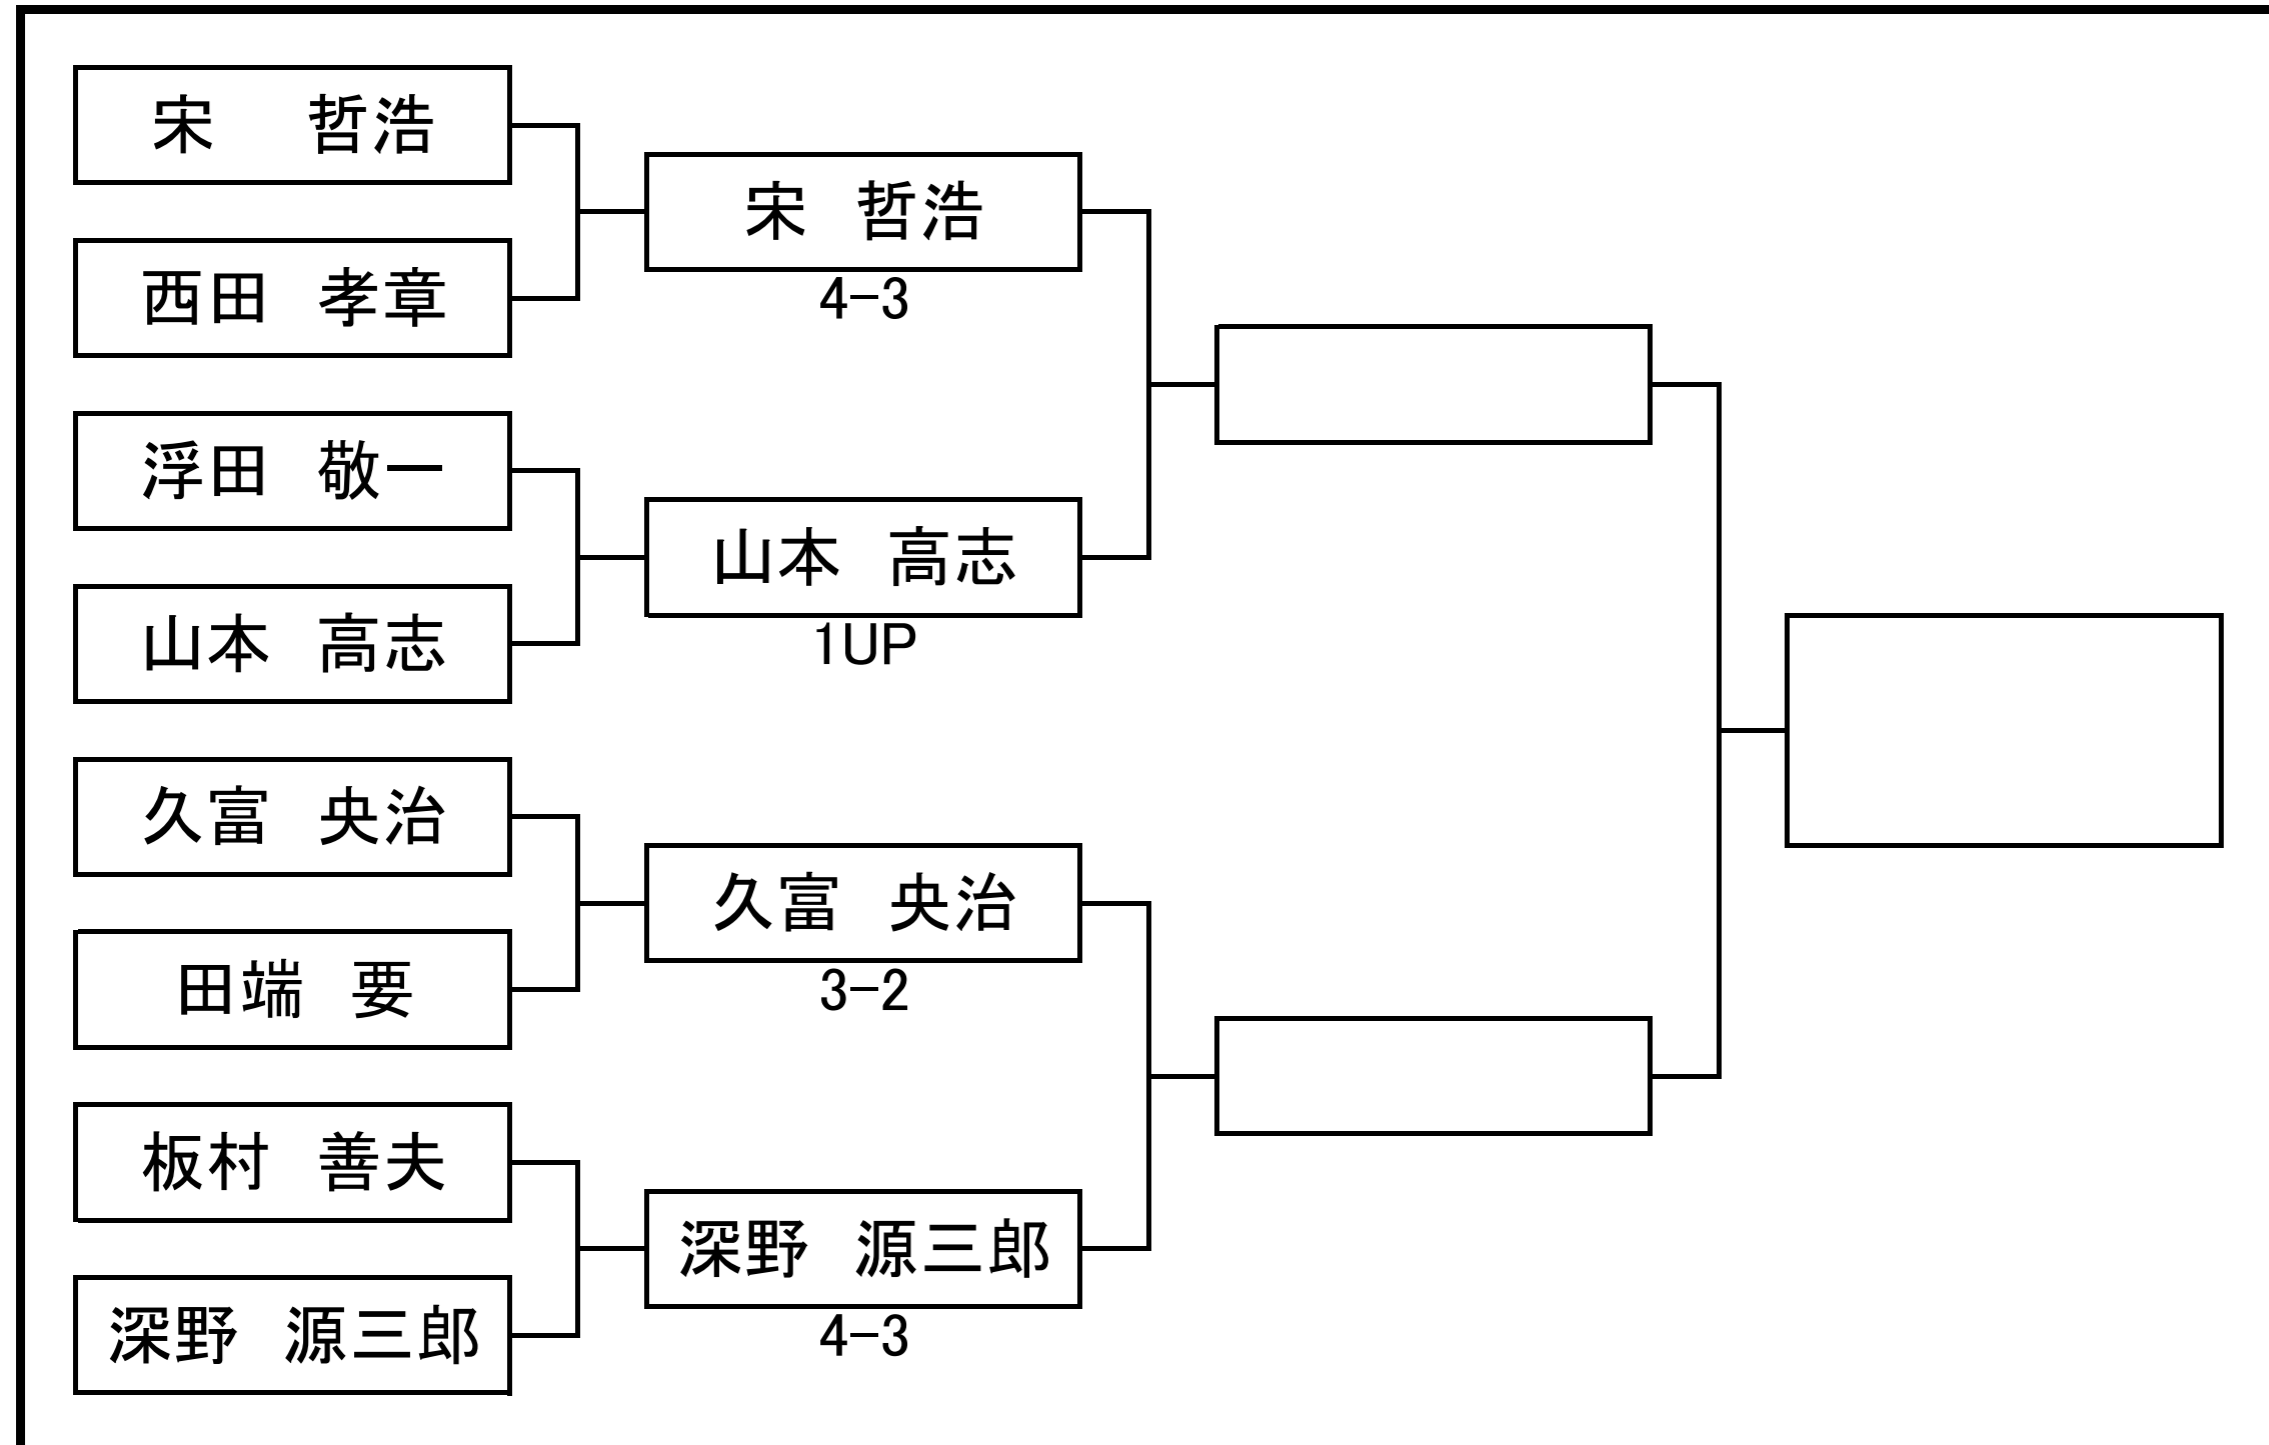 宋　哲浩
西田　孝章
浮田　敬一
山本　高志
久富　央治
田端　要
板村　善夫
深野　源三郎
宋　哲浩
4-3
山本　高志
1UP
久富　央治
3-2
深野　源三郎
4-3